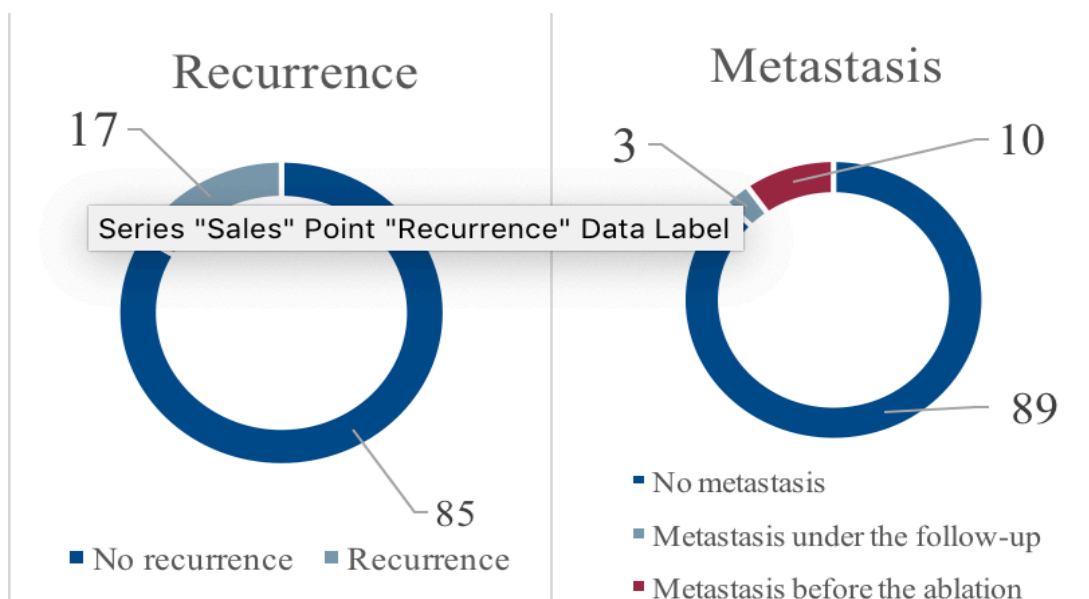 Recurrence
17
85
No recurrence
Recurrence
Series "Sales" Point "Recurrence" Data Label
Metastasis
3
10
89
No metastasis
Metastasis under the follow-up
Metastasis before the ablation